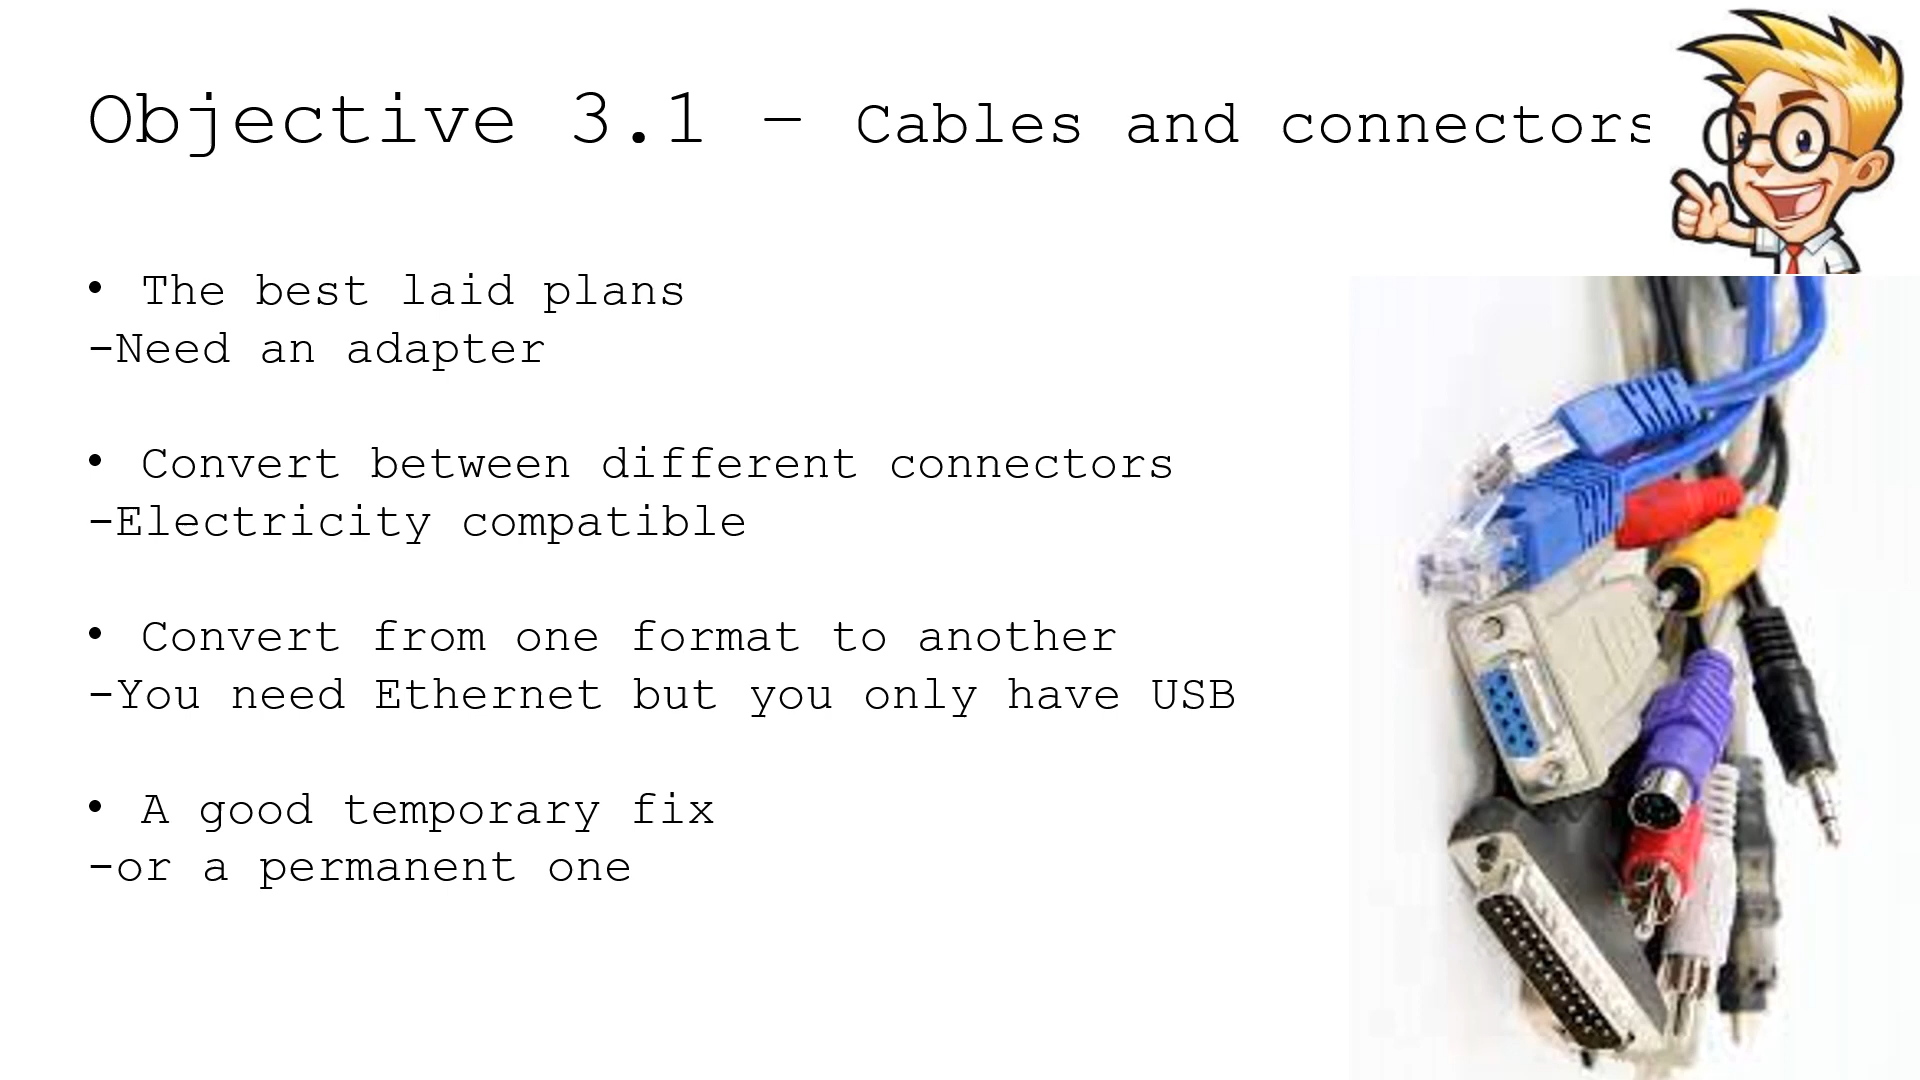 Objective 3.1 – Cables and connectors
• The best laid plans
-Need an adapter
• Convert between different connectors
-Electricity compatible
• Convert from one format to another
-You need Ethernet but you only have USB
• A good temporary fix
-or a permanent one